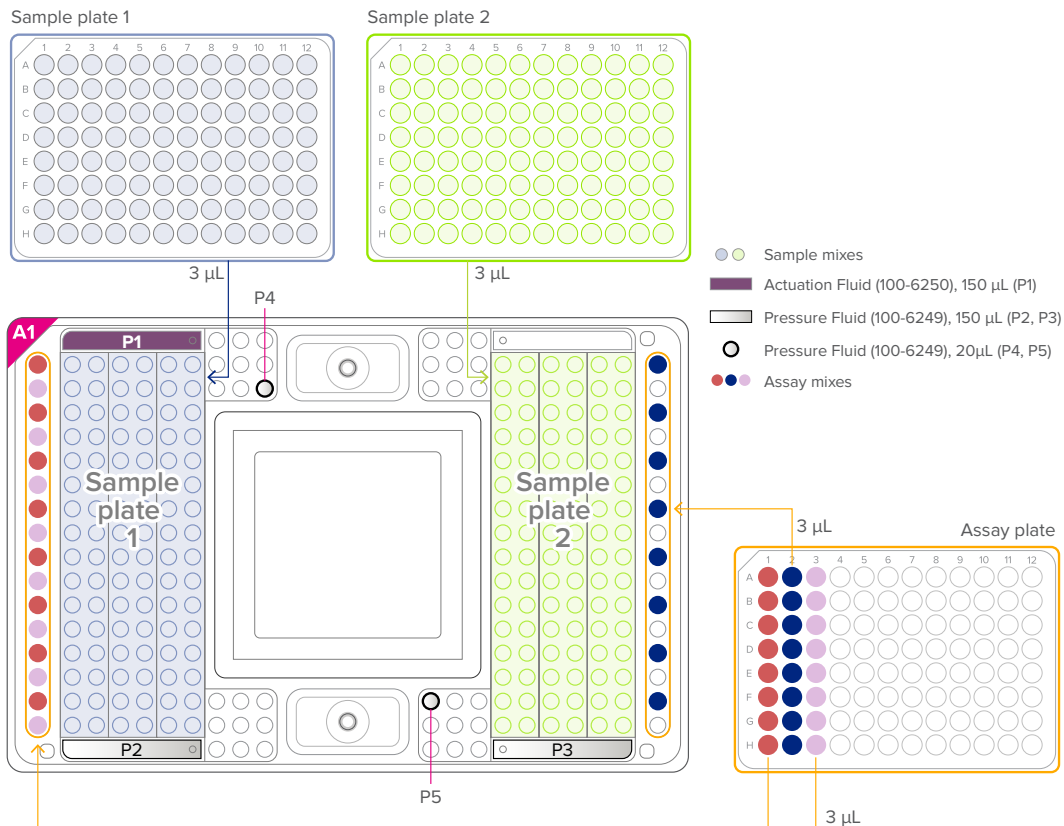 Sample plate 1
Sample plate 2
1 2 3 4 5 6 7 8 9 10 11 12
1 2 3 4 5 6 7 8 9 10 11 12
A
B
C
D
E
F
G
H
A
B
C
D
E
F
G
H
3 µL
3 µL
Sample mixes
Actuation Fluid (100-6250), 150 µL (P1)
Pressure Fluid (100-6249), 150 µL (P2, P3)
Pressure Fluid (100-6249), 20µL (P4, P5)
Assay mixes
P4
A1
P1
Sample
plate
1
Sample
plate
2
P2
P3
P5
3 µL
Assay plate
1 2 3 4 5 6 7 8 9 10 11 12
A
B
C
D
E
F
G
H
3 µL